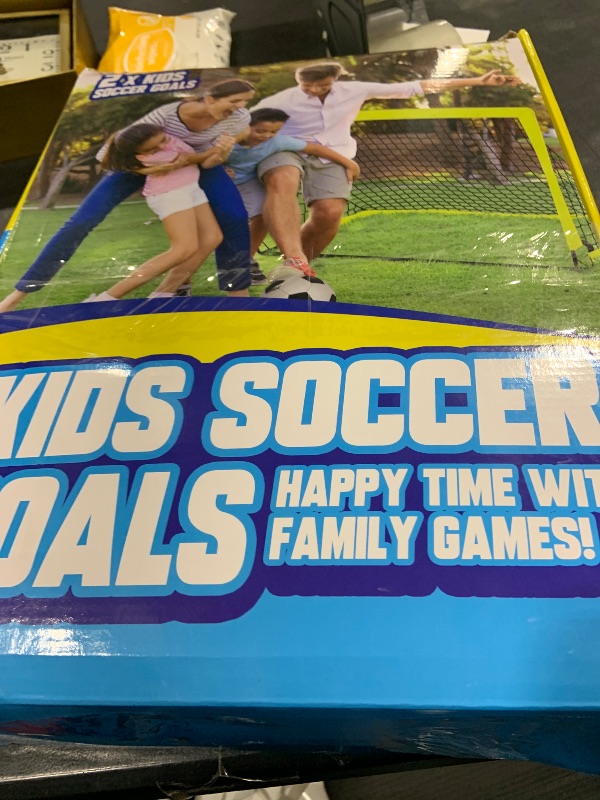 2 X KIDS
SOCCER GOALS
KIDS SOCCER
OALS
HAPPY TIME WIT
FAMILY GAMES!